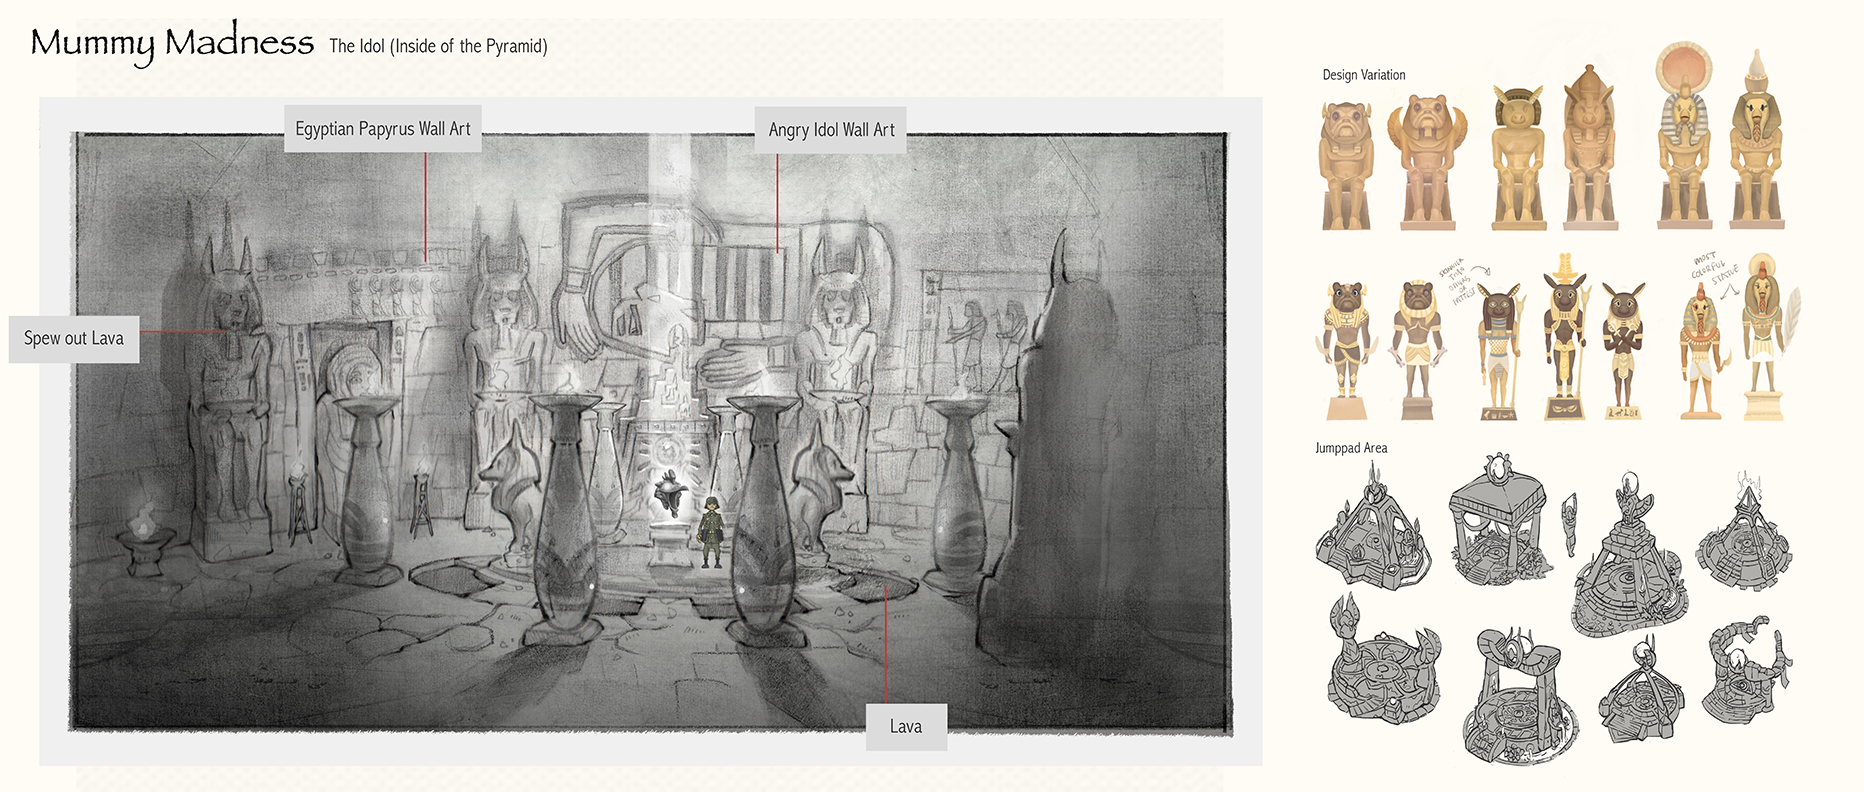 Mummy Madness The Idol (Inside of the Pyramid)
Egyptian Papyrus Wall Art
Angry Idol Wall Art
Spew out Lava
Lava
Design Variation
MOST
COLORFUL
STATUE
Jumppad Area